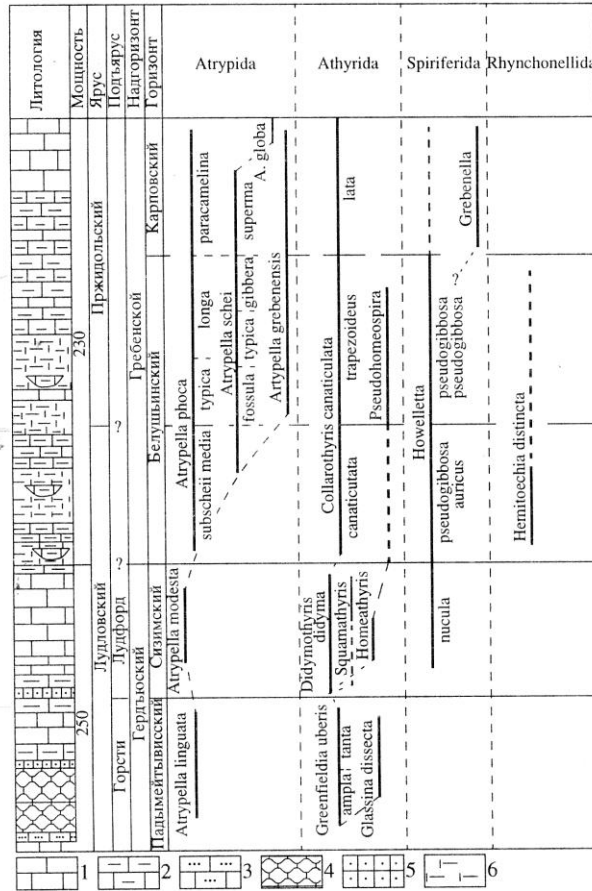 Литология
Мощность
Ярус
Подъярус
Надгоризонт
Горизонт
Atrypida
Athyrida
Spiriferida
Rhynchonellida
230
250
Пржидольский
Лудловский
?
?
Лудфорд
Горсти
Гребенской
Гердъюский
Карповский
Белушьинский
Сизимский
Падымейтывисский
Atrypella phoca
subscheii media
typica
longa
paracamelina
Atrypella schei
fossula
typica
gibbera
superma
A. globa
Artypella grebenensis
Atrypella modesta
Atrypella linguata
Collarothyris canaticulata
canaticutata
trapezoideus
lata
Pseudohomeospira
Didymothyris
didyma
Squamathyris
Homeathyris
Greenfieldia uberis
ampla
tanta
Glassina dissecta
Howelletta
pseudogibbosa
auricus
pseudogibbosa
pseudogibbosa
nucula
?
Grebenella
Hemitoechia distincta
1
2
3
4
5
6